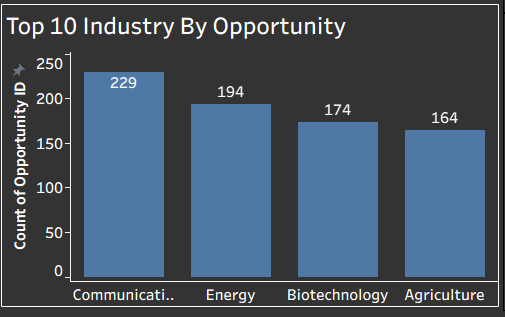 Top 10 Industry By Opportunity
Count of Opportunity ID
250
200
150
100
50
0
229
194
174
164
Communicati..
Energy
Biotechnology
Agriculture